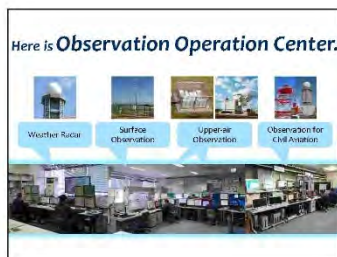 Here is Observation Operation Center.
Weather Radar
Surface
Observation
Upper-air
Observation
Observation for
Civil Aviation